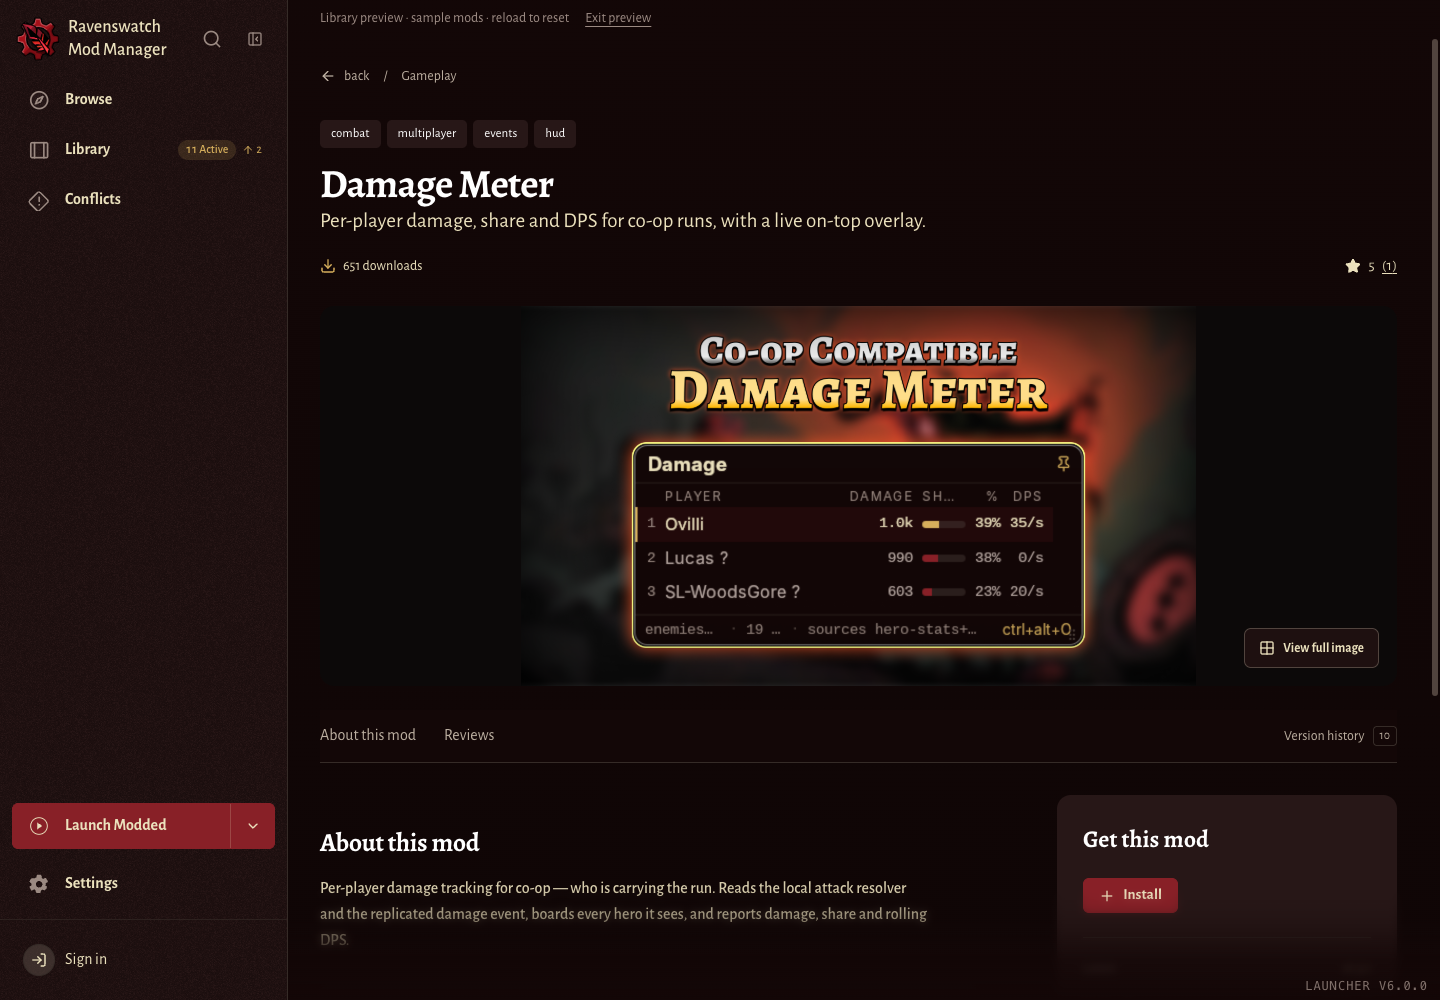 Ravenswatch
Mod Manager
Browse
Library
11 Active
2
Conflicts
Launch Modded
Settings
Sign in
Library preview · sample mods · reload to reset
Exit preview
back / Gameplay
combat
multiplayer
events
hud
Damage Meter
Per-player damage, share and DPS for co-op runs, with a live on-top overlay.
651 downloads
5 (1)
Co-op Compatible
Damage Meter
Damage
PLAYER DAMAGE SH... % DPS
1 Ovilli 1.0k 39% 35/s
2 Lucas ? 990 38% 0/s
3 SL-WoodsGore ? 603 23% 20/s
enemies… · 19 … · sources hero-stats+… ctrl+alt+O
View full image
About this mod
Reviews
Version history 10
About this mod
Per-player damage tracking for co-op — who is carrying the run. Reads the local attack resolver
and the replicated damage event, boards every hero it sees, and reports damage, share and rolling
DPS.
Get this mod
Install
LAUNCHER V6.0.0